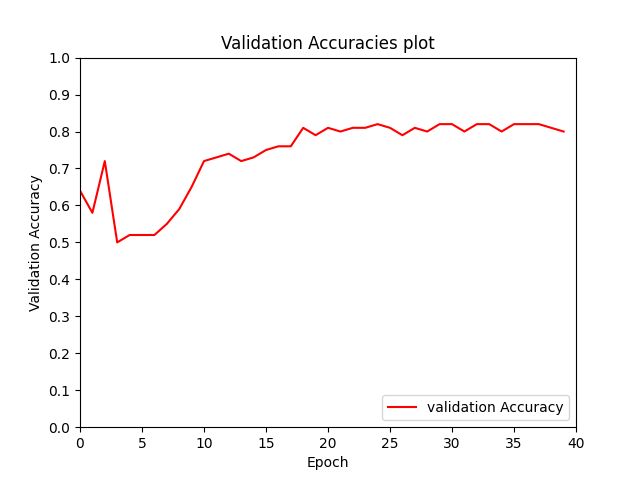 Validation Accuracies plot
1.0
0.9
0.8
0.7
0.6
0.5
0.4
0.3
0.2
0.1
0.0
Validation Accuracy
validation Accuracy
0 5 10 15 20 25 30 35 40
Epoch